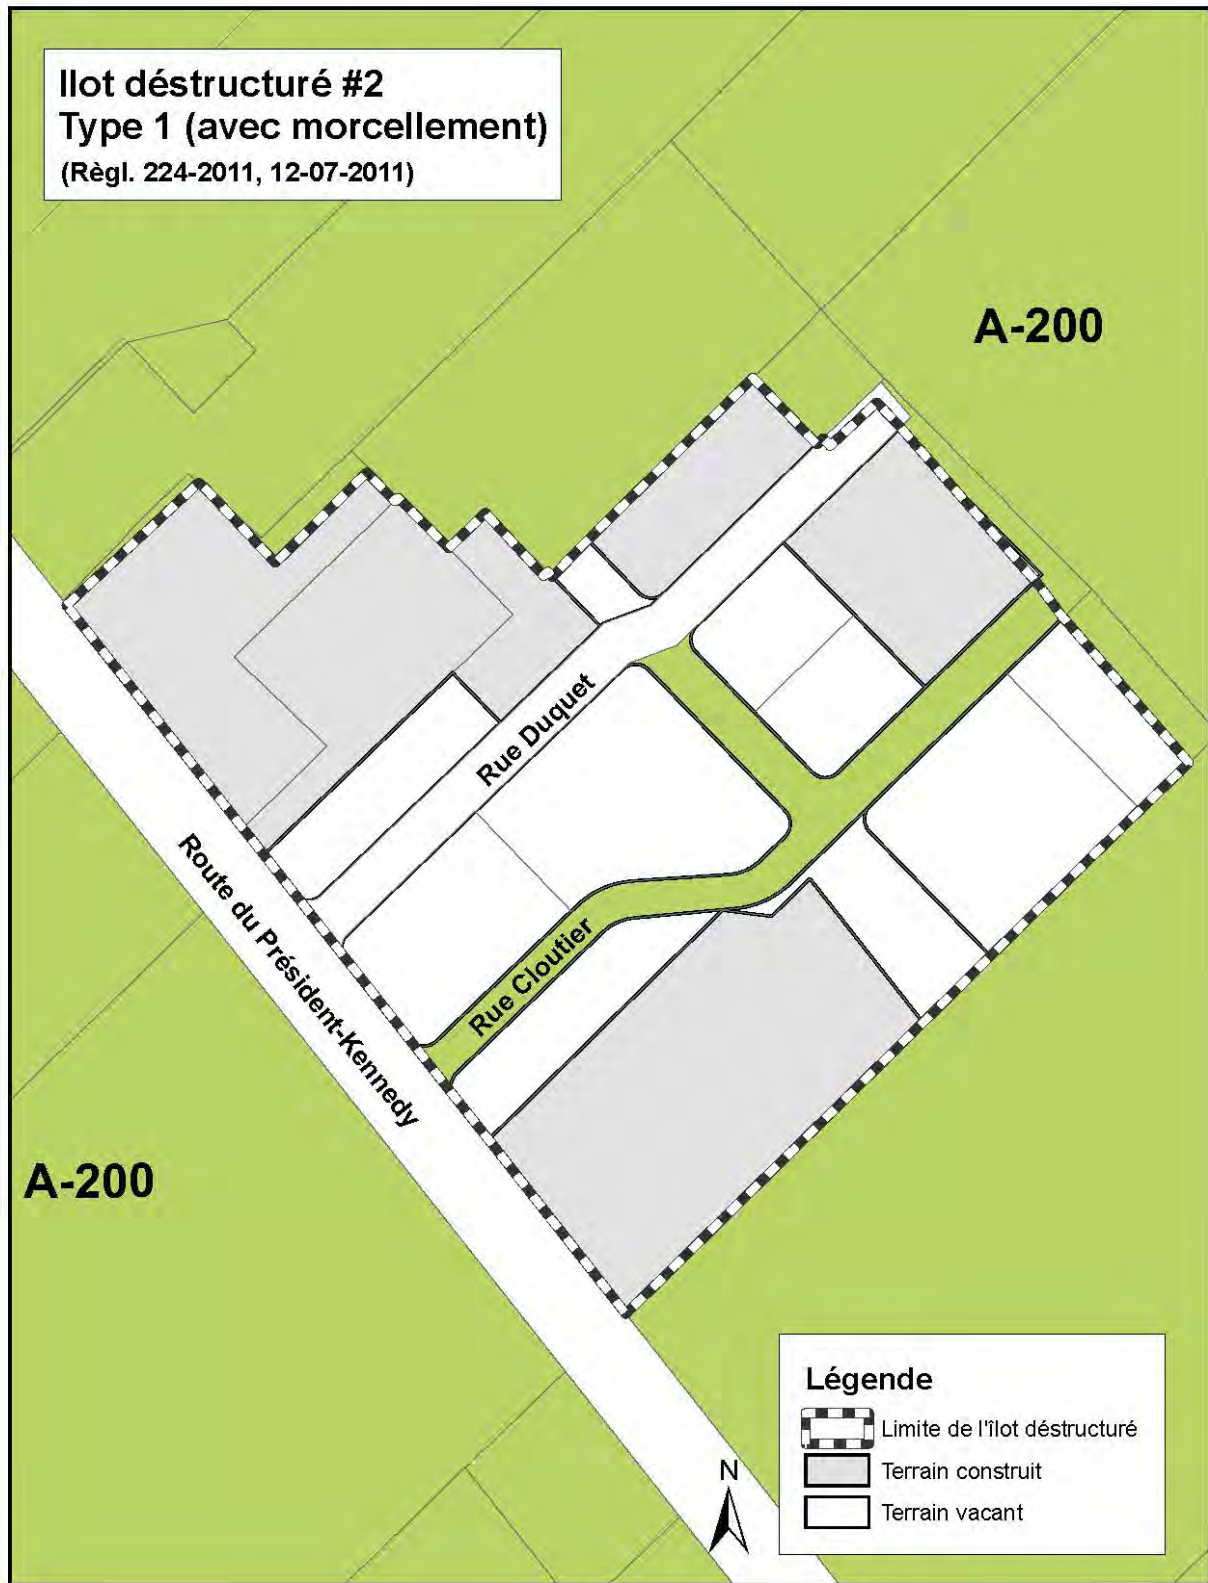 Ilot déstructuré #2
Type 1 (avec morcellement)
(Règl. 224-2011, 12-07-2011)
A-200
Rue Duquet
Route du Président-Kennedy
Rue Cloutier
A-200
Légende
Limite de l'îlot déstructuré
Terrain construit
Terrain vacant
N